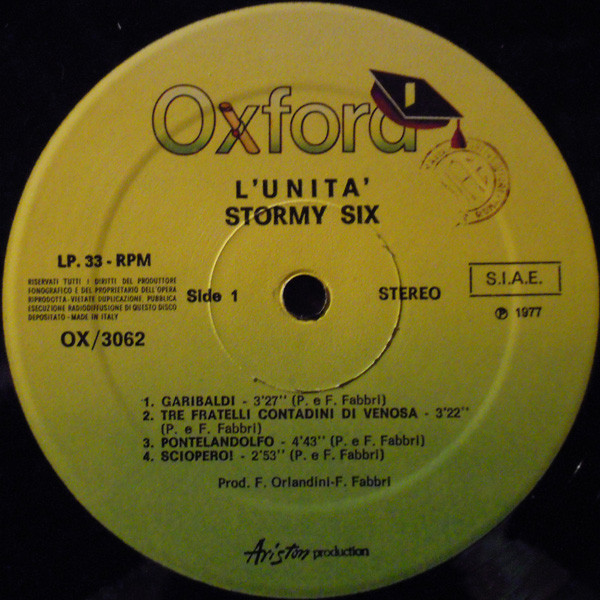 Oxford
L'UNITA'
STORMY SIX
LP. 33 - RPM
RISERVATI TUTTI I DIRITTI DEL PRODUTTORE
FONOGRAFICO E DEL PROPRIETARIO DELL'OPERA
RIPRODOTTA - VIETATE DUPLICAZIONE. PUBBLICA
ESECUZIONE RADIODIFFUSIONE DI QUESTO DISCO
DEPOSITATO - MADE IN ITALY
OX/3062
Side 1
STEREO
S.I.A.E.
℗ 1977
1. GARIBALDI - 3'27'' (P. e F. Fabbri)
2. TRE FRATELLI CONTADINI DI VENOSA - 3'22''
(P. e F. Fabbri)
3. PONTELANDOLFO - 4'43'' (P. e F. Fabbri)
4. SCIOPERO! - 2'53'' (P. e F. Fabbri)
Prod. F. Orlandini-F. Fabbri
Ariston production